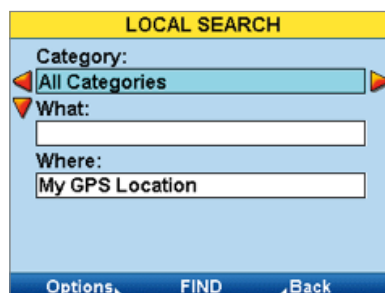 LOCAL SEARCH
Category:
All Categories
What:
Where:
My GPS Location
Options FIND Back